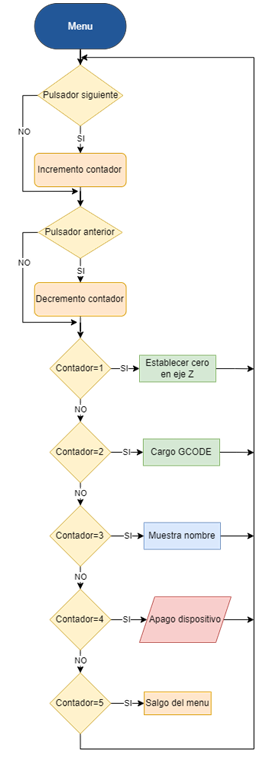 Menu
Pulsador siguiente
NO
SI
Incremento contador
Pulsador anterior
NO
SI
Decremento contador
Contador=1
SI
Establecer cero
en eje Z
NO
Contador=2
SI
Cargo GCODE
NO
Contador=3
SI
Muestra nombre
NO
Contador=4
SI
Apago dispositivo
NO
Contador=5
SI
Salgo del menu